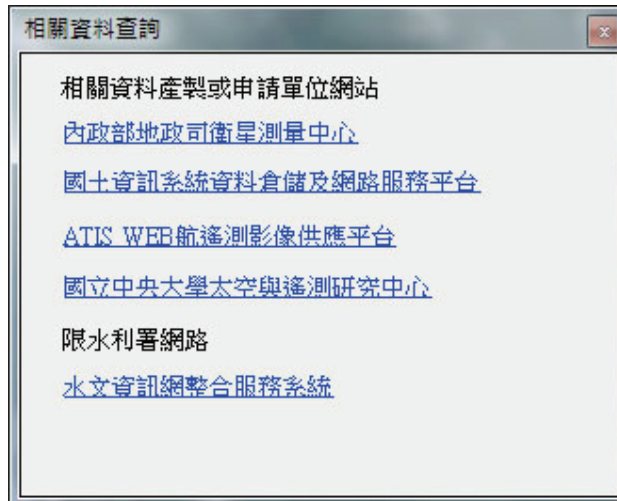 相關資料查詢
相關資料產製或申請單位網站
內政部地政司衛星測量中心
國土資訊系統資料倉儲及網路服務平台
ATIS WEB航遙測影像供應平台
國立中央大學太空與遙測研究中心
限水利署網路
水文資訊網整合服務系統